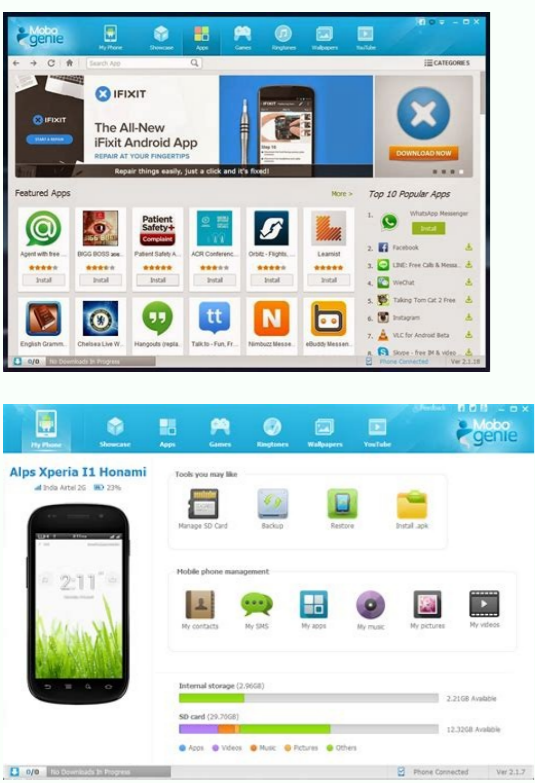 Mobo
genie
My Phone Showcase Apps Games Ringtones Wallpapers YouTube
Search App
CATEGORIES
IFIXIT
START A REPAIR
IFIXIT
The All-New
iFixit Android App
REPAIR AT YOUR FINGERTIPS
Repair things easily, just a click and it's fixed!
IFIXIT
Step 10
DOWNLOAD NOW
Featured Apps
More >
Agent with free ... BIGG BOSS Patient Safety A... ACR Conferenc... Orbitz - Flights, ... Learnist
Patient
Safety+
Complaint
Install Install Install Install Install Install
English Gramm... Chelsea Live W... Hangouts (repla... Talk.to - Fun, Fr... Nimbuzz Messe... eBuddy Messen...
Top 10 Popular Apps
1. WhatsApp Messenger
Install
2. Facebook
3. LINE: Free Calls & Messa...
4. WeChat
5. Talking Tom Cat 2 Free
6. Instagram
7. VLC for Android Beta
8. Skype - free IM & video ...
0/0 No Downloads In Progress
Phone Connected Ver 2.1.18
Feedback
My Phone Showcase Apps Games Ringtones Wallpapers YouTube
Mobo
genie
Alps Xperia I1 Honami
India Airtel 2G 23%
2:11
Tools you may like
Manage SD Card Backup Restore Install .apk
Mobile phone management
My contacts My SMS My apps My music My pictures My videos
Internal storage (2.96GB)
2.21GB Available
SD card (29.70GB)
12.32GB Available
Apps Videos Music Pictures Others
0/0 No Downloads In Progress
Phone Connected Ver 2.1.7